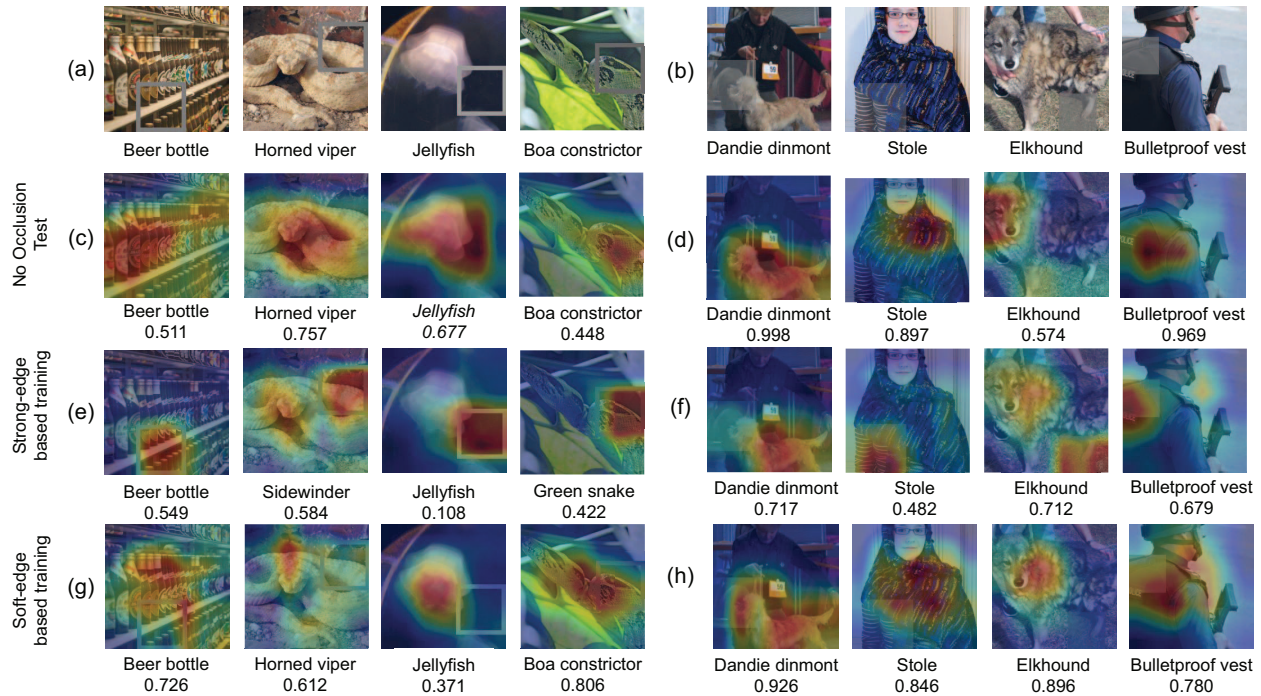 (a)
(b)
Beer bottle
Horned viper
Jellyfish
Boa constrictor
Dandie dinmont
Stole
Elkhound
Bulletproof vest
No Occlusion
Test
(c)
(d)
Beer bottle
0.511
Horned viper
0.757
Jellyfish
0.677
Boa constrictor
0.448
Dandie dinmont
0.998
Stole
0.897
Elkhound
0.574
Bulletproof vest
0.969
Strong-edge
based training
(e)
(f)
Beer bottle
0.549
Sidewinder
0.584
Jellyfish
0.108
Green snake
0.422
Dandie dinmont
0.717
Stole
0.482
Elkhound
0.712
Bulletproof vest
0.679
Soft-edge
based training
(g)
(h)
Beer bottle
0.726
Horned viper
0.612
Jellyfish
0.371
Boa constrictor
0.806
Dandie dinmont
0.926
Stole
0.846
Elkhound
0.896
Bulletproof vest
0.780